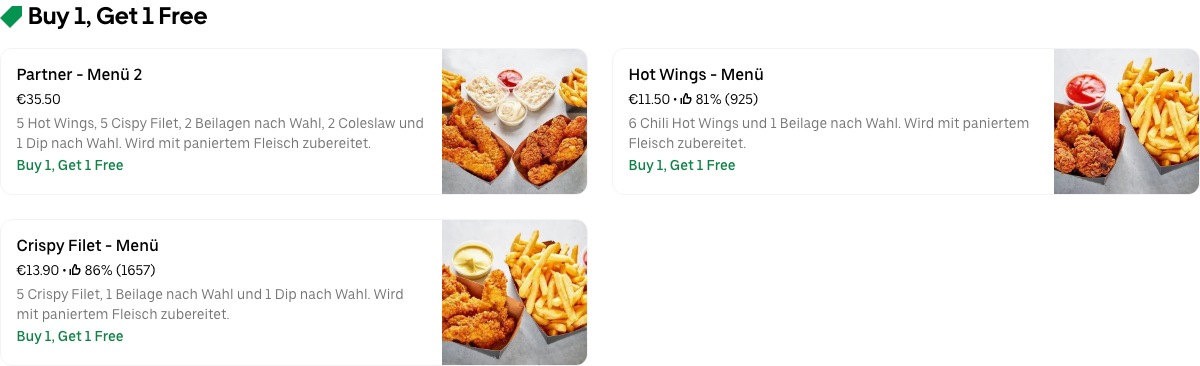 Buy 1, Get 1 Free
Partner - Menü 2
€35.50
5 Hot Wings, 5 Cispy Filet, 2 Beilagen nach Wahl, 2 Coleslaw und
1 Dip nach Wahl. Wird mit paniertem Fleisch zubereitet.
Buy 1, Get 1 Free
Hot Wings - Menü
€11.50 • 81% (925)
6 Chili Hot Wings und 1 Beilage nach Wahl. Wird mit paniertem
Fleisch zubereitet.
Buy 1, Get 1 Free
Crispy Filet - Menü
€13.90 • 86% (1657)
5 Crispy Filet, 1 Beilage nach Wahl und 1 Dip nach Wahl. Wird
mit paniertem Fleisch zubereitet.
Buy 1, Get 1 Free